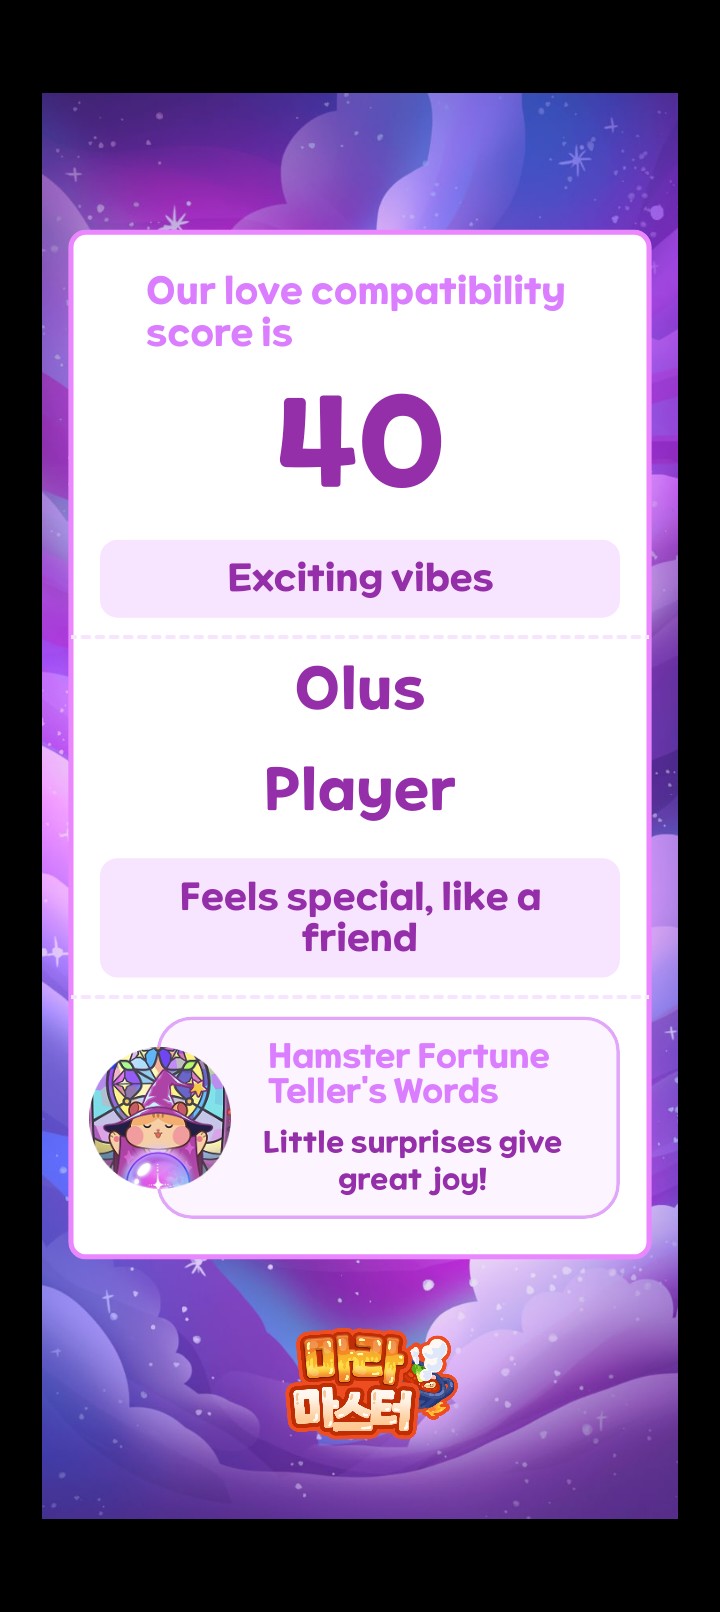 Our love compatibility
score is
40
Exciting vibes
Olus
Player
Feels special, like a
friend
Hamster Fortune
Teller's Words
Little surprises give
great joy!
마라
마스터